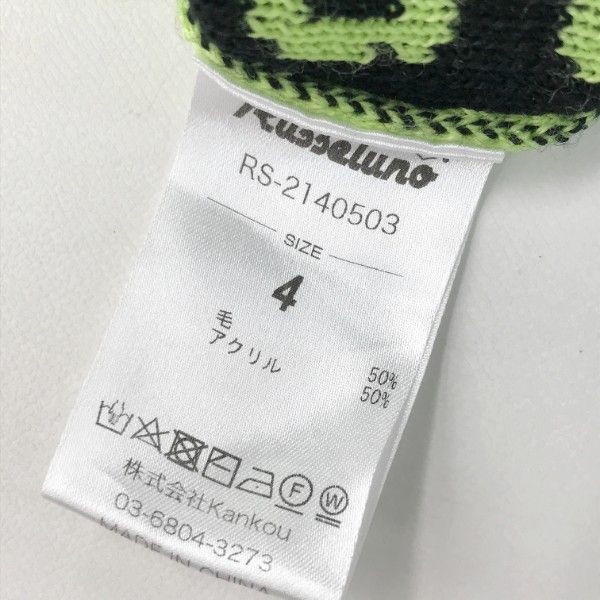 Russeluno
RS-2140503
SIZE
4
毛 50%
アクリル 50%
F W
株式会社Kankou
03-6804-3273
MADE IN CHINA